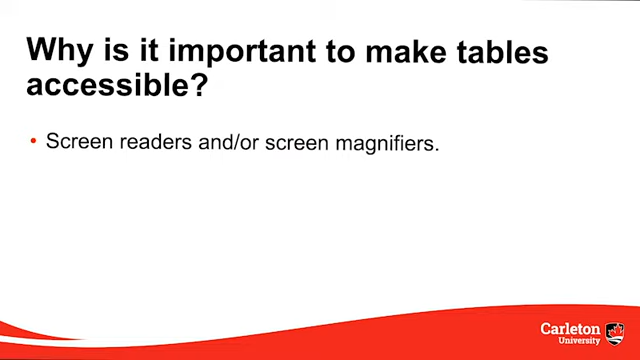 Why is it important to make tables
accessible?
• Screen readers and/or screen magnifiers.
Carleton
University